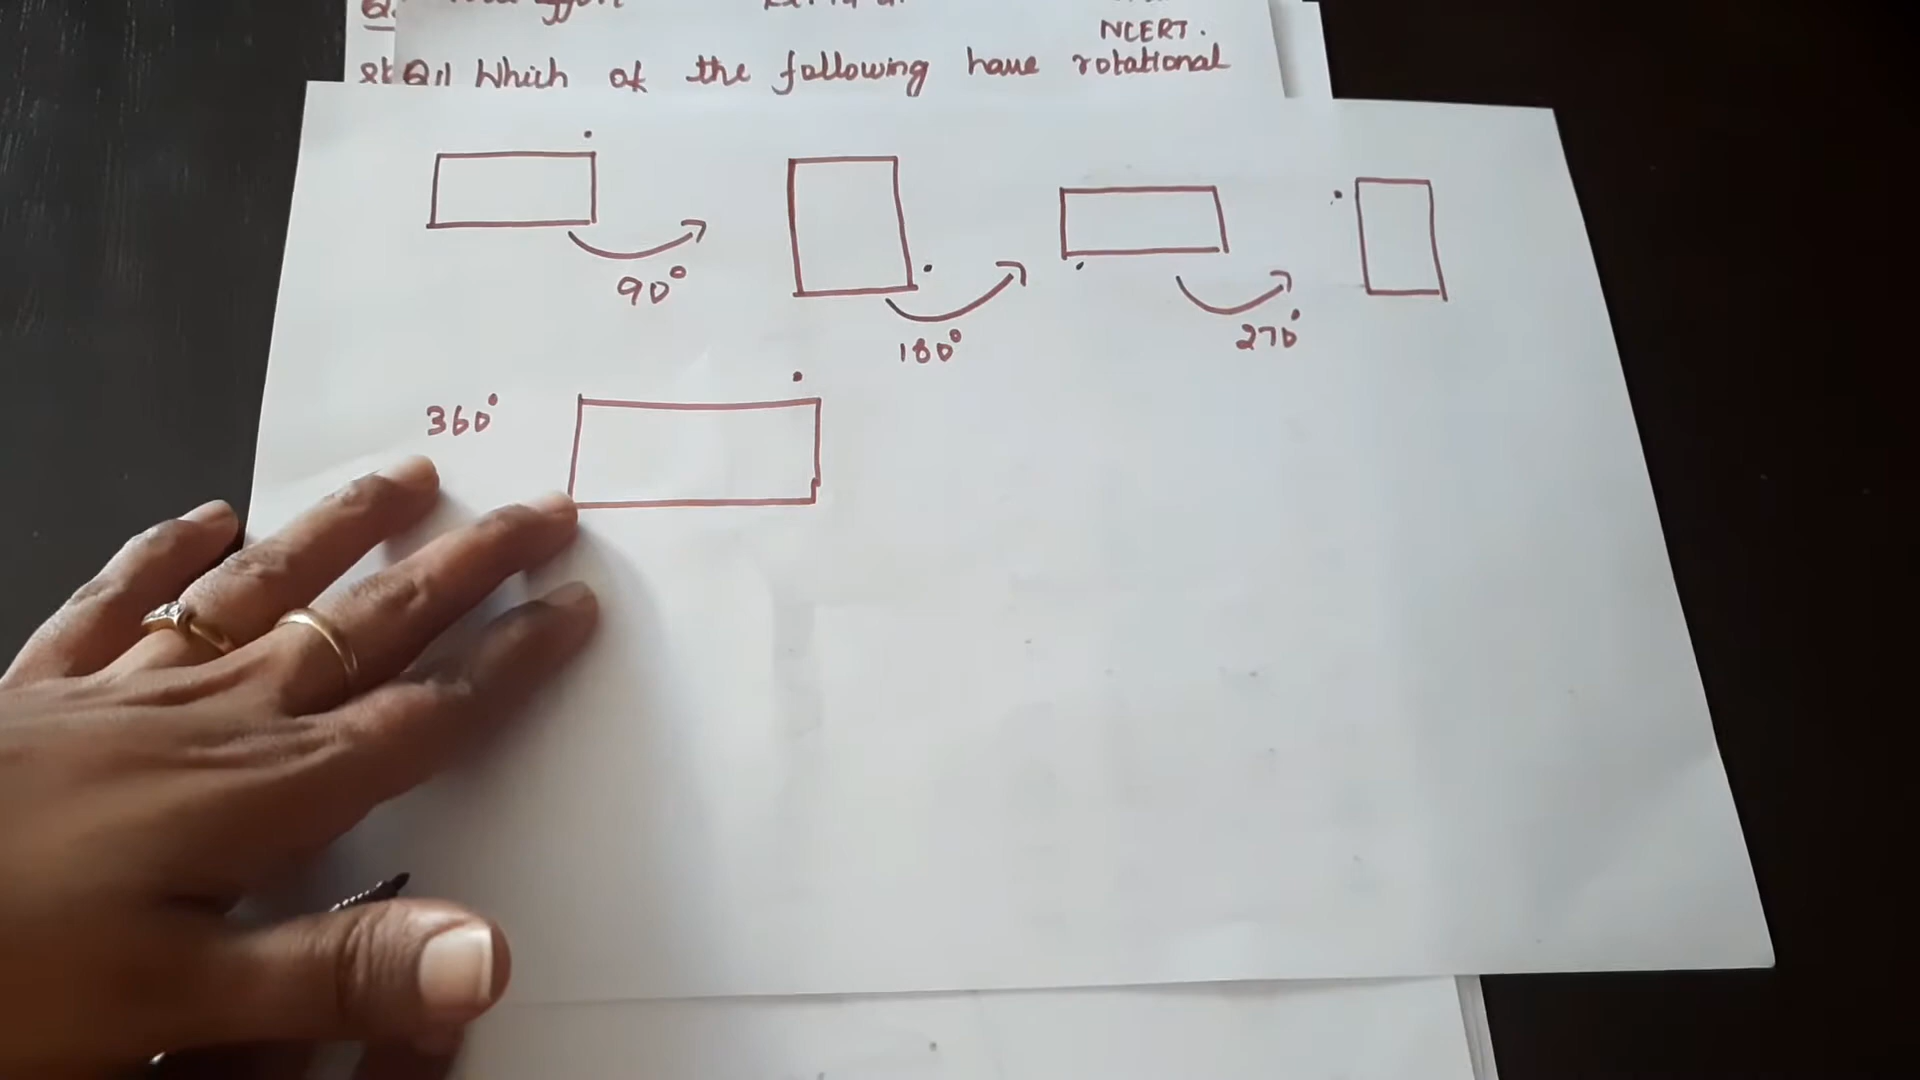 NCERT.
Q11 Which of the following have rotational
90°
180°
270°
360°